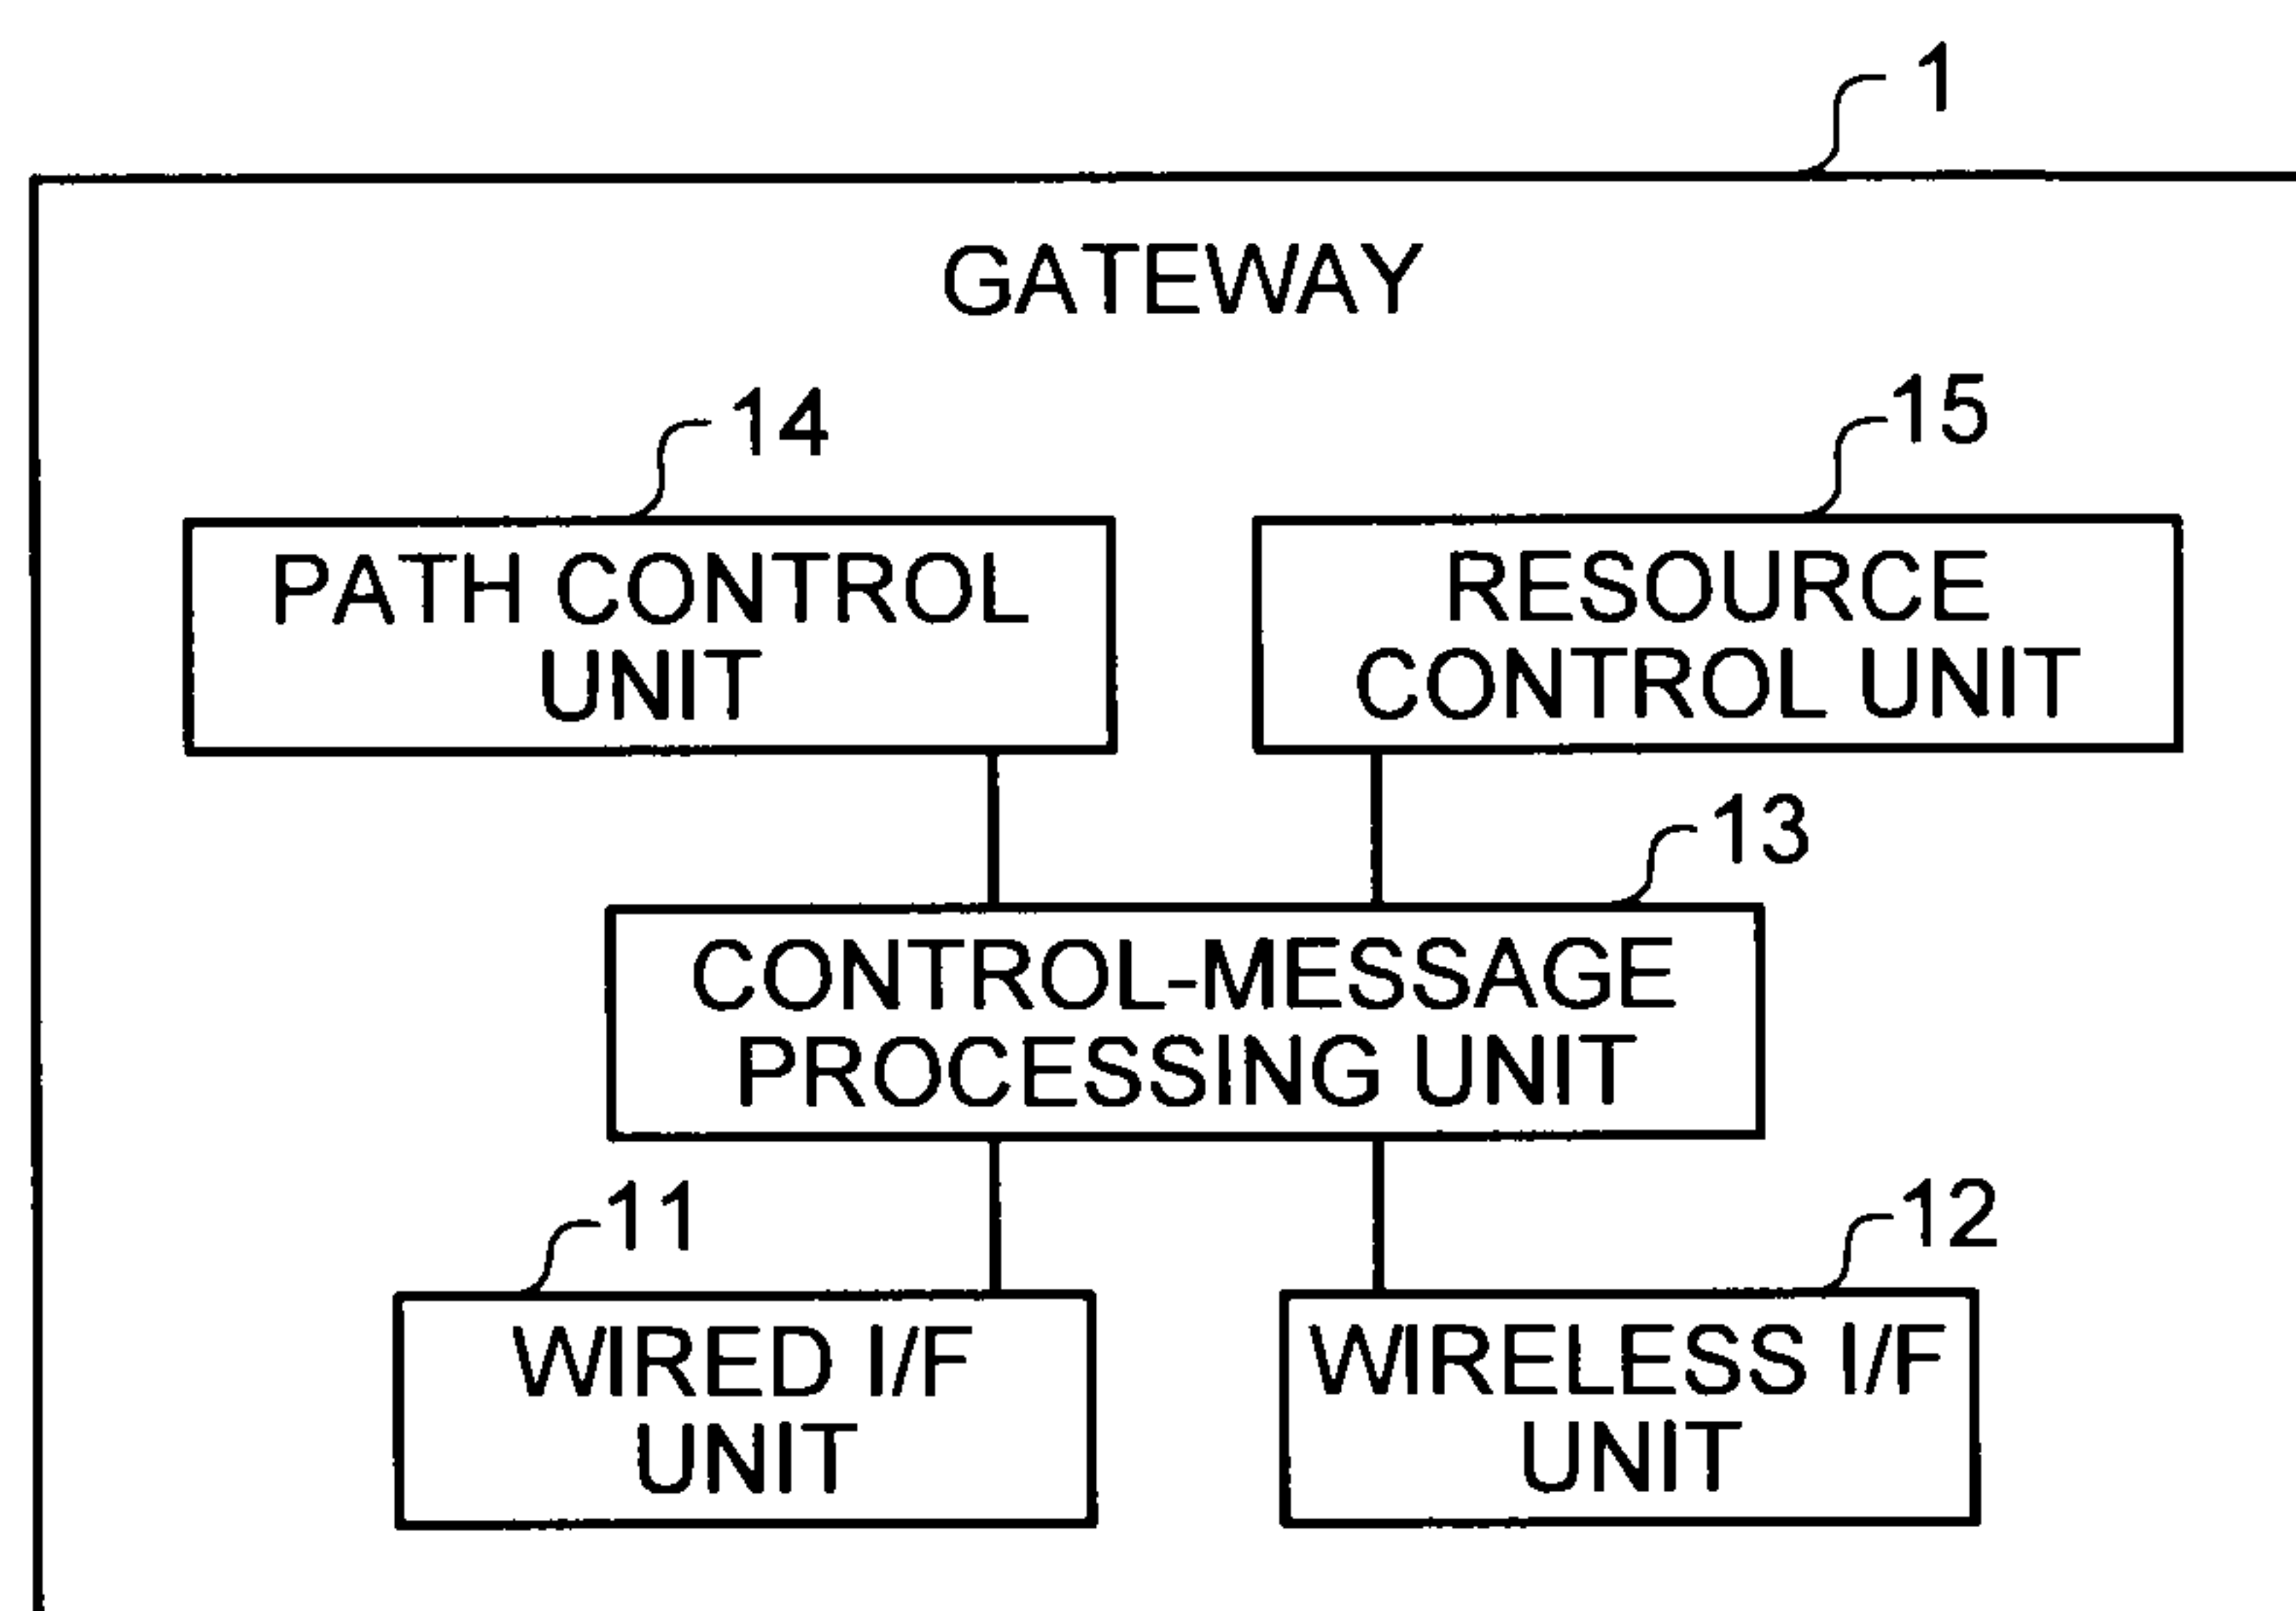 1
GATEWAY
14
15
PATH CONTROL
UNIT
RESOURCE
CONTROL UNIT
13
CONTROL-MESSAGE
PROCESSING UNIT
11
12
WIRED I/F
UNIT
WIRELESS I/F
UNIT